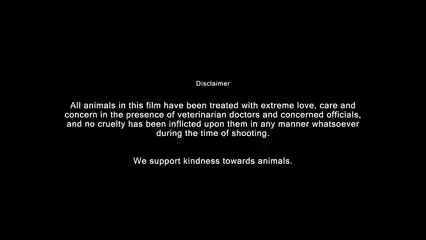 Disclaimer
All animals in this film have been treated with extreme love, care and
concern in the presence of veterinarian doctors and concerned officials,
and no cruelty has been inflicted upon them in any manner whatsoever
during the time of shooting.
We support kindness towards animals.